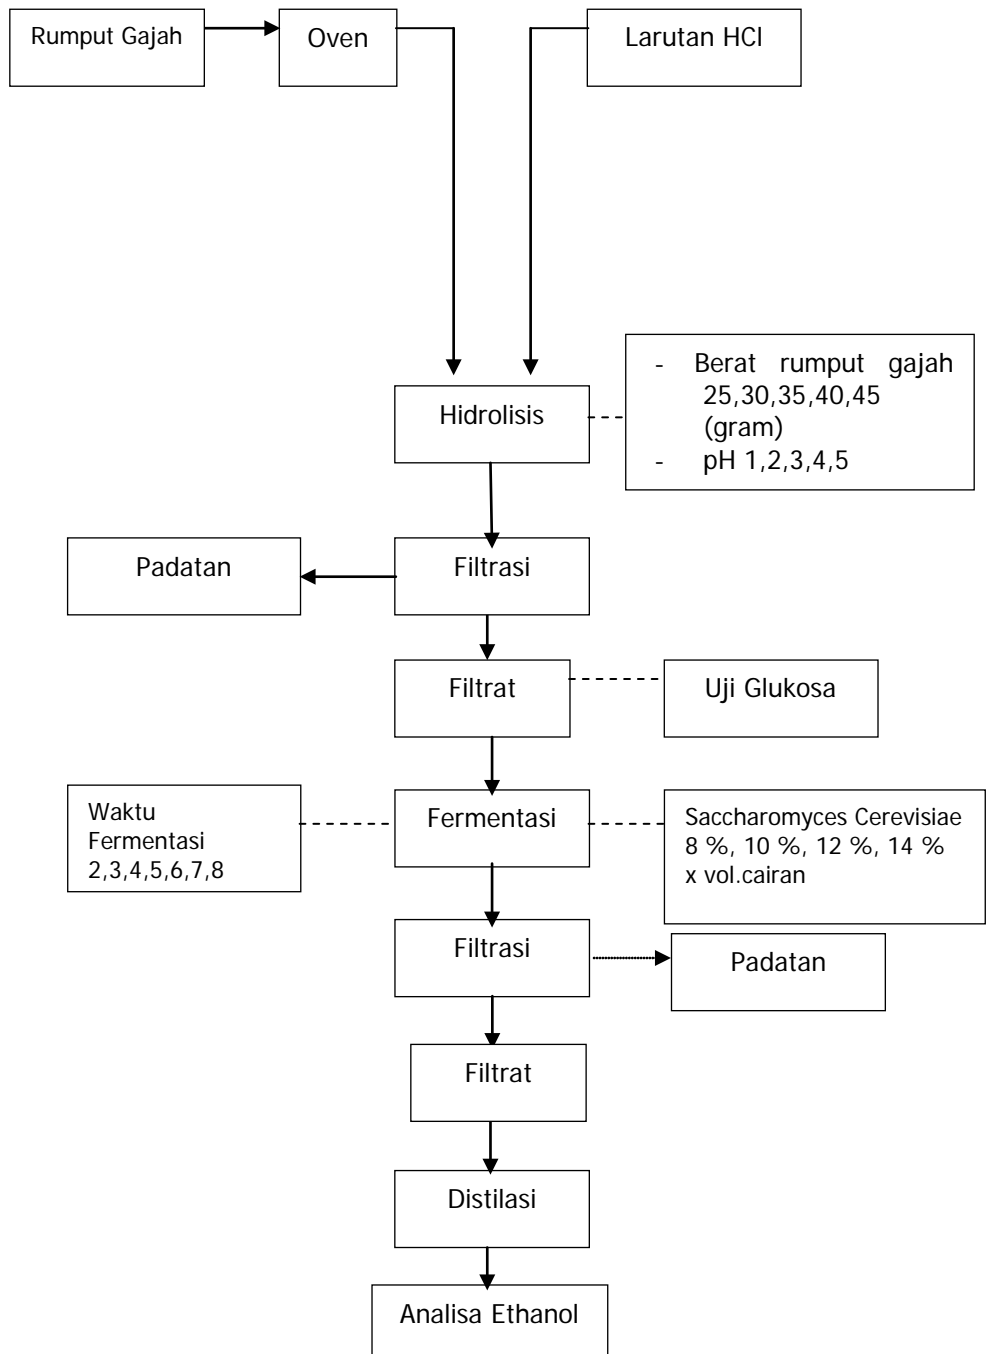 Rumput Gajah
Oven
Larutan HCl
- Berat rumput gajah
25,30,35,40,45
(gram)
- pH 1,2,3,4,5
Hidrolisis
Padatan
Filtrasi
Filtrat
Uji Glukosa
Waktu
Fermentasi
2,3,4,5,6,7,8
Fermentasi
Saccharomyces Cerevisiae
8 %, 10 %, 12 %, 14 %
x vol.cairan
Filtrasi
Padatan
Filtrat
Distilasi
Analisa Ethanol